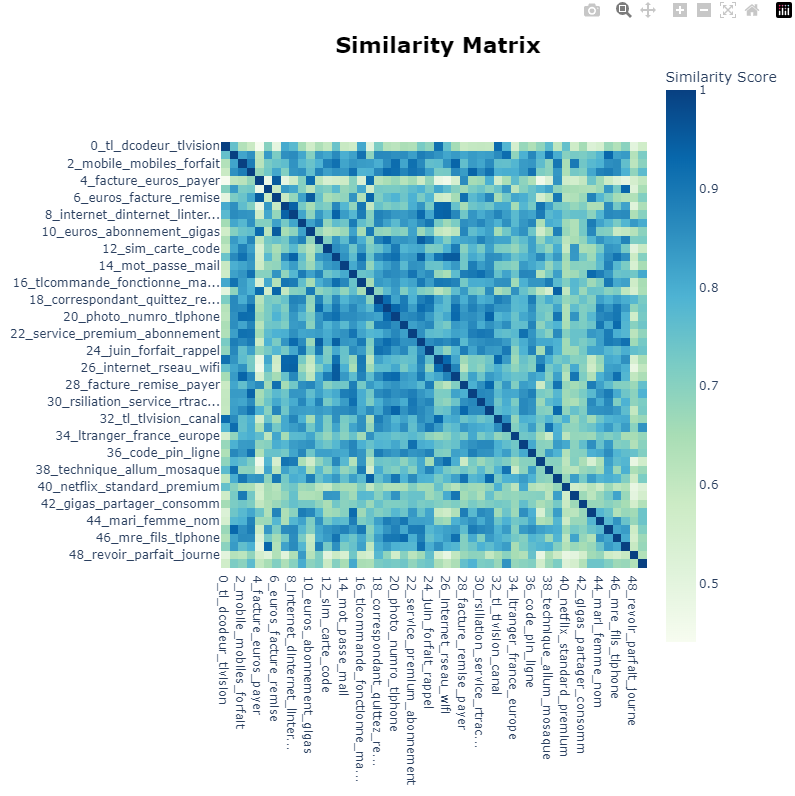 Similarity Matrix
Similarity Score
1
0.9
0.8
0.7
0.6
0.5
0_tl_dcodeur_tlvision
2_mobile_mobiles_forfait
4_facture_euros_payer
6_euros_facture_remise
8_internet_dinternet_linter...
10_euros_abonnement_gigas
12_sim_carte_code
14_mot_passe_mail
16_tlcommande_fonctionne_ma...
18_correspondant_quittez_re...
20_photo_numro_tlphone
22_service_premium_abonnement
24_juin_forfait_rappel
26_internet_rseau_wifi
28_facture_remise_payer
30_rsiliation_service_rtrac...
32_tl_tlvision_canal
34_ltranger_france_europe
36_code_pin_ligne
38_technique_allum_mosaque
40_netflix_standard_premium
42_gigas_partager_consomm
44_mari_femme_nom
46_mre_fils_tlphone
48_revoir_parfait_journe
0_tl_dcodeur_tlvision
2_mobile_mobiles_forfait
4_facture_euros_payer
6_euros_facture_remise
8_internet_dinternet_linter...
10_euros_abonnement_gigas
12_sim_carte_code
14_mot_passe_mail
16_tlcommande_fonctionne_ma...
18_correspondant_quittez_re...
20_photo_numro_tlphone
22_service_premium_abonnement
24_juin_forfait_rappel
26_internet_rseau_wifi
28_facture_remise_payer
30_rsiliation_service_rtrac...
32_tl_tlvision_canal
34_ltranger_france_europe
36_code_pin_ligne
38_technique_allum_mosaque
40_netflix_standard_premium
42_gigas_partager_consomm
44_mari_femme_nom
46_mre_fils_tlphone
48_revoir_parfait_journe